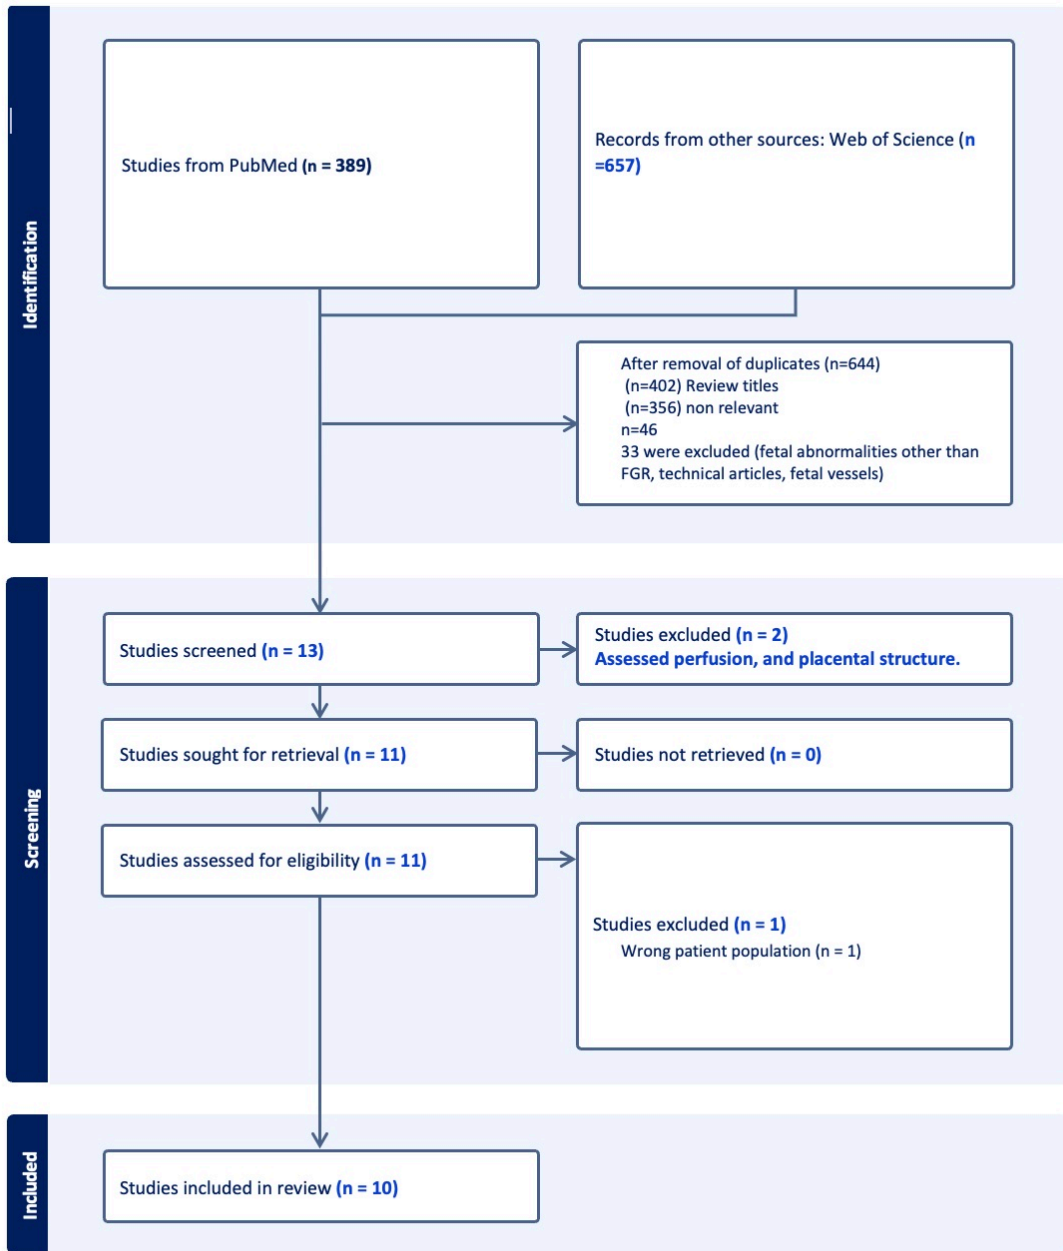 Identification
Studies from PubMed (n = 389)
Records from other sources: Web of Science (n
=657)
After removal of duplicates (n=644)
(n=402) Review titles
(n=356) non relevant
n=46
33 were excluded (fetal abnormalities other than
FGR, technical articles, fetal vessels)
Screening
Studies screened (n = 13)
Studies excluded (n = 2)
Assessed perfusion, and placental structure.
Studies sought for retrieval (n = 11)
Studies not retrieved (n = 0)
Studies assessed for eligibility (n = 11)
Studies excluded (n = 1)
Wrong patient population (n = 1)
Included
Studies included in review (n = 10)